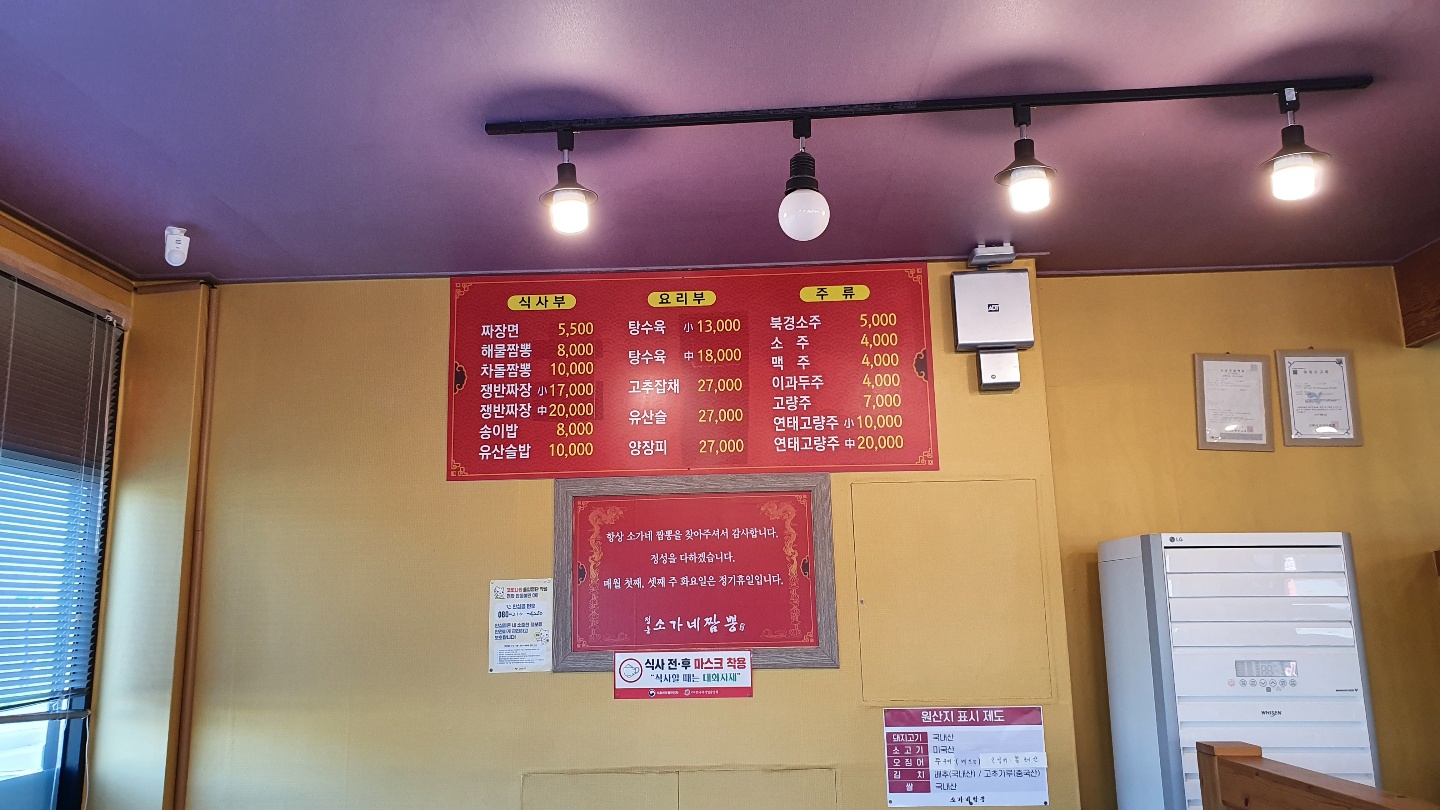 식사부
짜장면 5,500
해물짬뽕 8,000
차돌짬뽕 10,000
쟁반짜장 小 17,000
쟁반짜장 中 20,000
송이밥 8,000
유산슬밥 10,000
요리부
탕수육 小 13,000
탕수육 中 18,000
고추잡채 27,000
유산슬 27,000
양장피 27,000
주 류
북경소주 5,000
소 주 4,000
맥 주 4,000
이과두주 4,000
고량주 7,000
연태고량주 小 10,000
연태고량주 中 20,000
ADT
항상 소가네 짬뽕을 찾아주셔서 감사합니다.
정성을 다하겠습니다.
매월 첫째, 셋째 주 화요일은 정기휴일입니다.
소가네짬뽕
080
식사 전·후 마스크 착용
"식사할 때는 대화자제"
원산지 표시 제도
돼지고기 국내산
소고기 미국산
오징어
김 치 배추(국내산) / 고추가루(중국산)
쌀 국내산
소가네짬뽕
LG
WHISEN